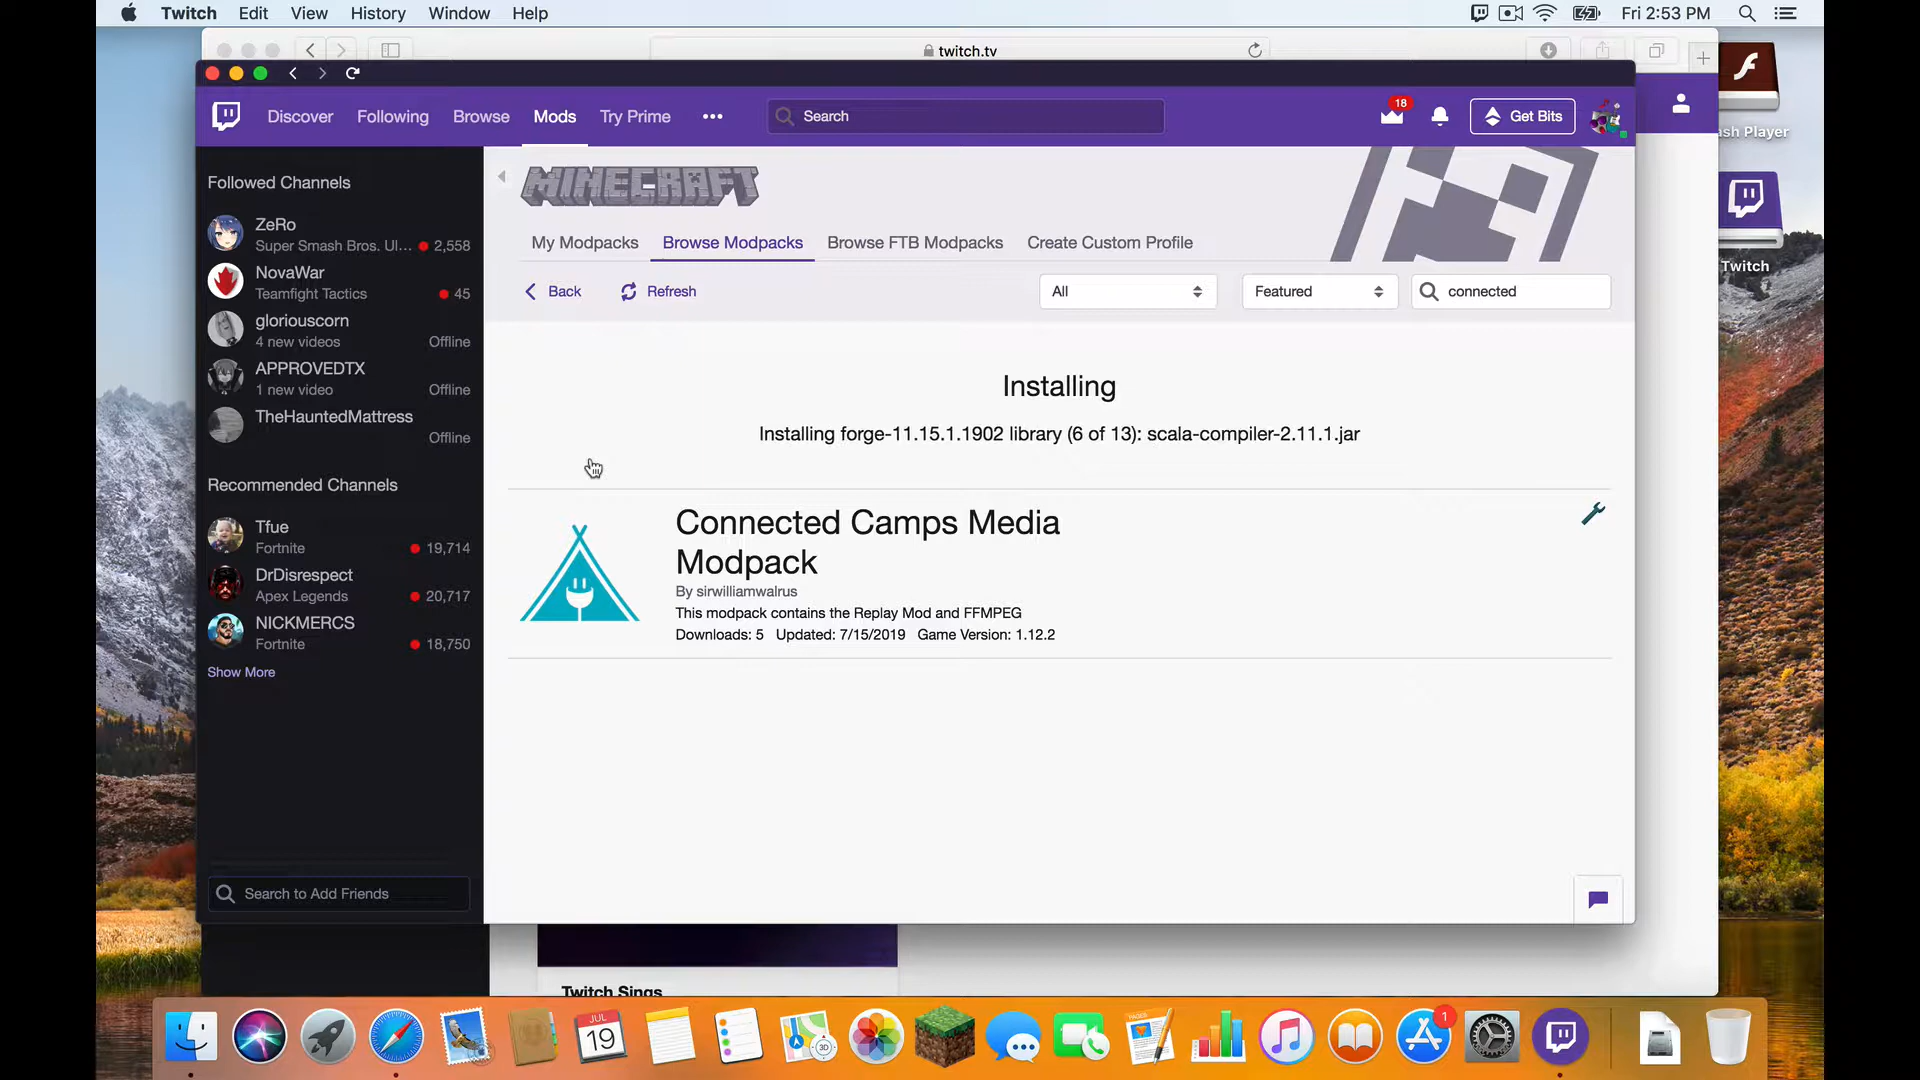 Twitch Edit View History Window Help
Fri 2:53 PM
twitch.tv
Discover Following Browse Mods Try Prime
Search
18
Get Bits
ash Player
Twitch
Followed Channels
ZeRo
Super Smash Bros. Ul... 2,558
NovaWar
Teamfight Tactics 45
gloriouscorn
4 new videos Offline
APPROVEDTX
1 new video Offline
TheHauntedMattress
Offline
Recommended Channels
Tfue
Fortnite 19,714
DrDisrespect
Apex Legends 20,717
NICKMERCS
Fortnite 18,750
Show More
Search to Add Friends
MINECRAFT
My Modpacks Browse Modpacks Browse FTB Modpacks Create Custom Profile
Back Refresh All Featured connected
Installing
Installing forge-11.15.1.1902 library (6 of 13): scala-compiler-2.11.1.jar
Connected Camps Media
Modpack
By sirwilliamwalrus
This modpack contains the Replay Mod and FFMPEG
Downloads: 5 Updated: 7/15/2019 Game Version: 1.12.2
Twitch Sings
JUL
19
3D
PAGES
1